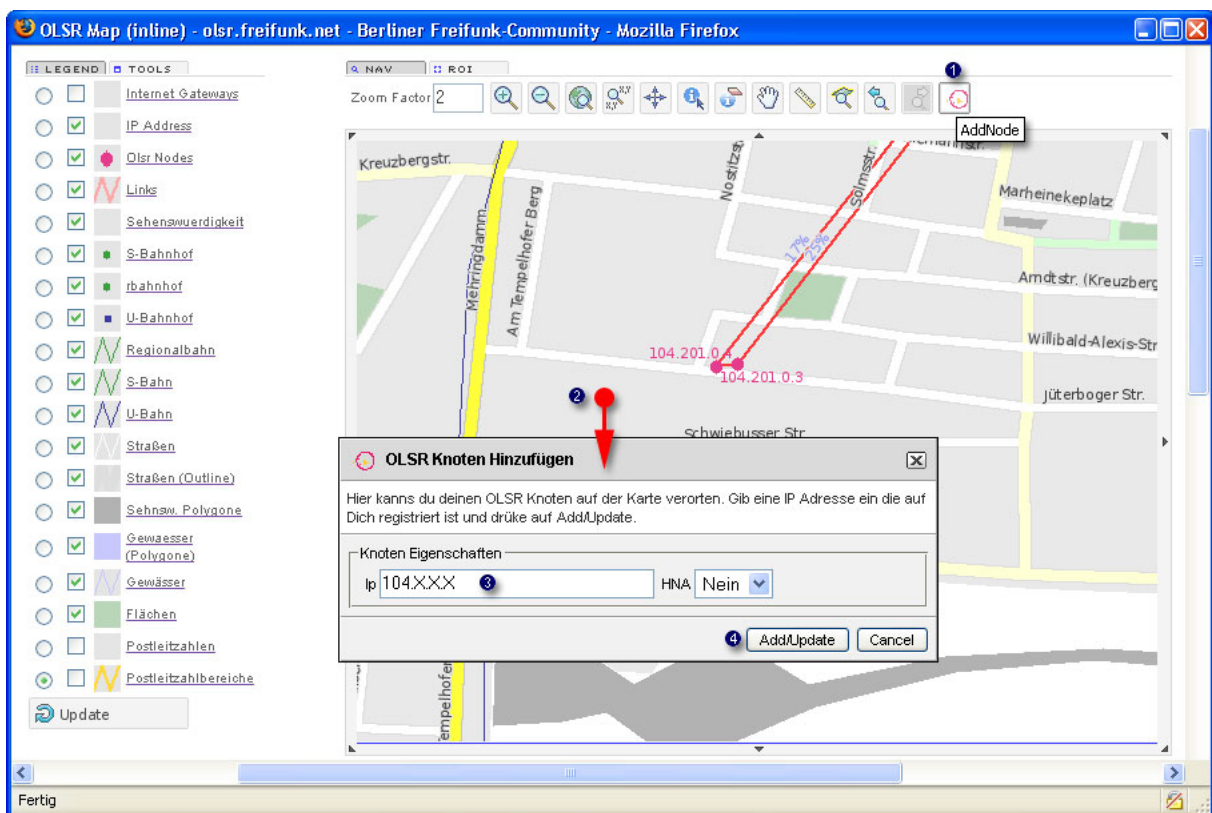 OLSR Map (inline) - olsr.freifunk.net - Berliner Freifunk-Community - Mozilla Firefox
LEGEND TOOLS
Internet Gateways
IP Address
Olsr Nodes
Links
Sehenswuerdigkeit
S-Bahnhof
rbahnhof
U-Bahnhof
Regionalbahn
S-Bahn
U-Bahn
Straßen
Straßen (Outline)
Sehnsw. Polygone
Gewaesser
(Polygone)
Gewässer
Flächen
Postleitzahlen
Postleitzahlbereiche
Update
NAV ROI
1
Zoom Factor 2
AddNode
Kreuzbergstr.
Nostitzstr.
Solmsstr.
Marheinekeplatz
Mehringdamm
Am Tempelhofer Berg
17%
25%
Arndtstr. (Kreuzberg
Willibald-Alexis-Str
104.201.0.4
104.201.0.3
Jüterboger Str.
2
Schwiebusser Str.
OLSR Knoten Hinzufügen
Hier kanns du deinen OLSR Knoten auf der Karte verorten. Gib eine IP Adresse ein die auf
Dich registriert ist und drüke auf Add/Update.
Knoten Eigenschaften
Ip 104.X.X.X 3 HNA Nein
4 Add/Update Cancel
Tempelhofer
Fertig